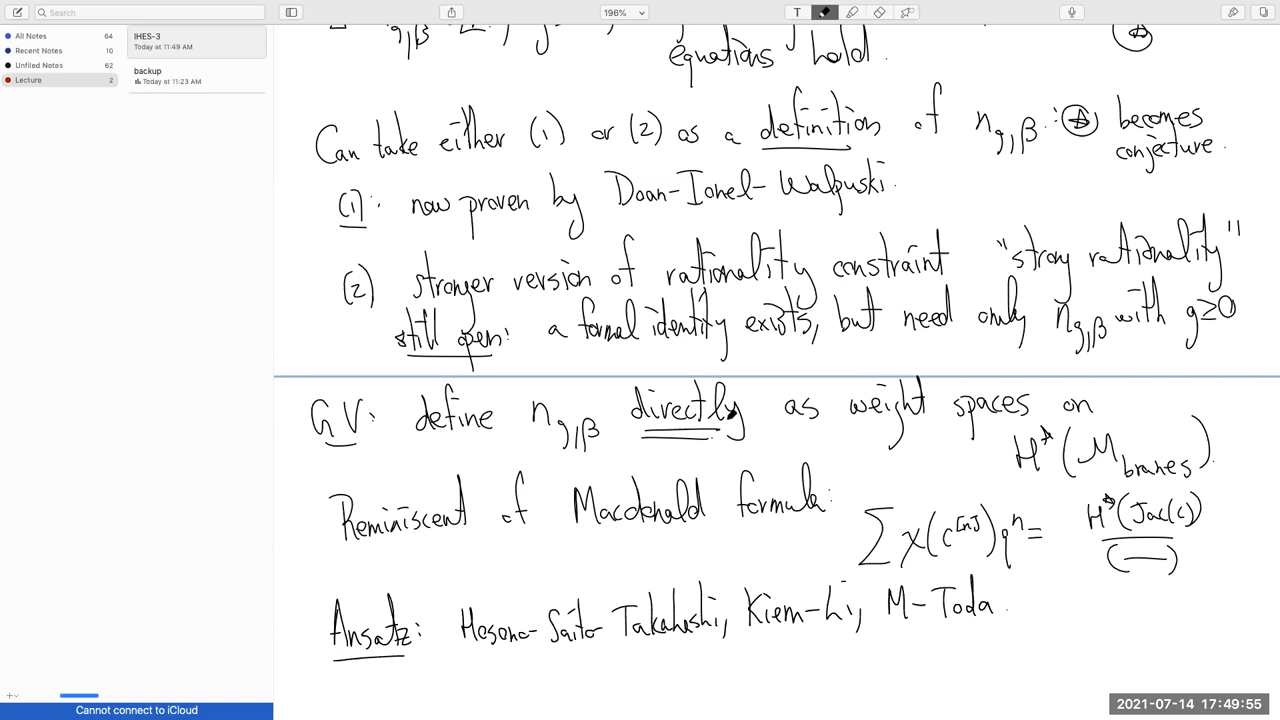 Search
196%
T
All Notes 64
Recent Notes 10
Unfiled Notes 62
Lecture 2
IHES-3
Today at 11:49 AM
backup
Today at 11:23 AM
equations hold
Can take either (1) or (2) as a definition of n_{g,β} : ⊛ becomes conjecture.
(1): now proven by Doan-Ionel-Walpuski.
(2) stronger version of rationality constraint "strong rationality"
still open: a formal identity exists, but need only n_{g,β} with g≥0
GV: define n_{g,β} directly as weight spaces on
H*(M_{branes}).
Reminiscent of Macdonald formula:
∑ χ(C^{[n]}) q^n = H*(Jac(C)) / (—)
Ansatz: Hosono-Saito-Takahashi, Kiem-Li, M-Toda.
Cannot connect to iCloud
2021-07-14 17:49:55